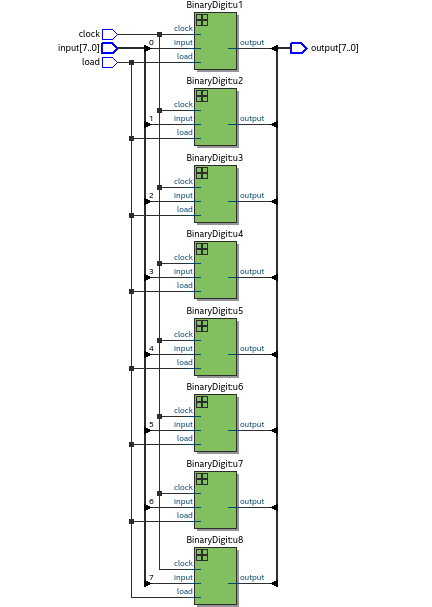 BinaryDigit:u1
clock
clock
input[7..0]
0
input
output
output[7..0]
load
load
BinaryDigit:u2
clock
1
input
output
load
BinaryDigit:u3
clock
2
input
output
load
BinaryDigit:u4
clock
3
input
output
load
BinaryDigit:u5
clock
4
input
output
load
BinaryDigit:u6
clock
5
input
output
load
BinaryDigit:u7
clock
6
input
output
load
BinaryDigit:u8
clock
7
input
output
load